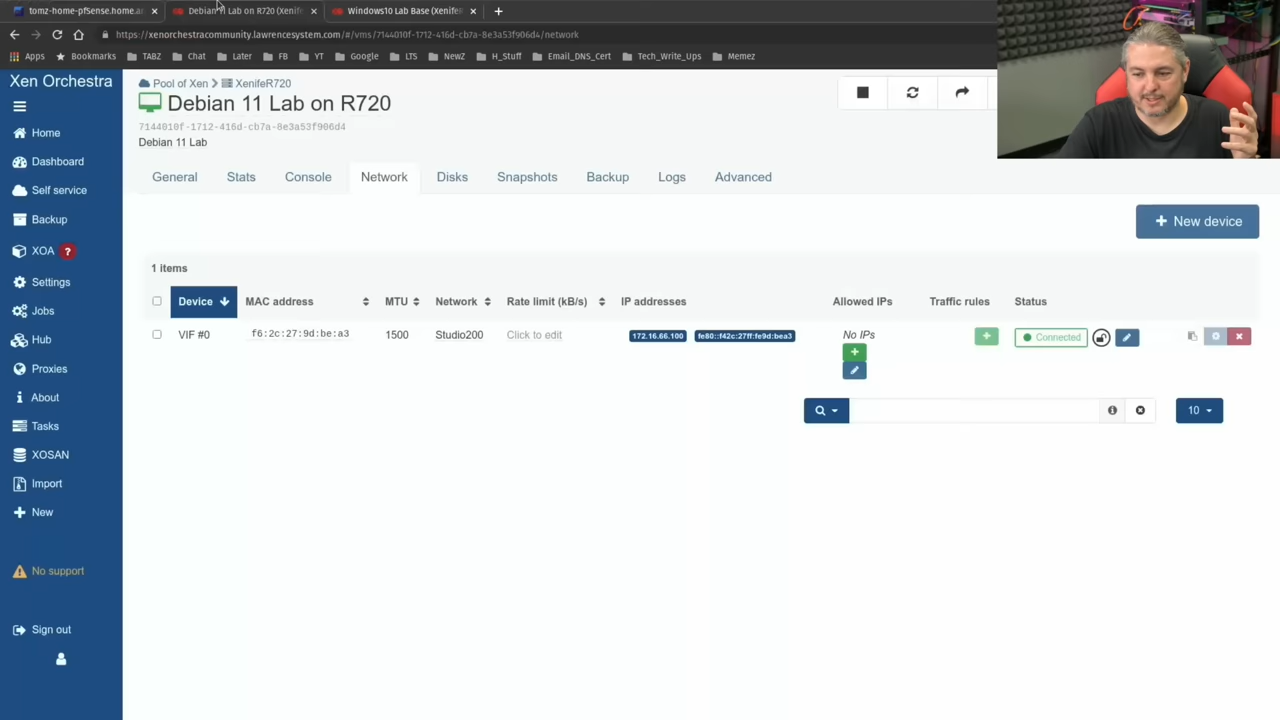 tomz-home-pfSense.home.ar
Debian 11 Lab on R720 (Xenife
Windows10 Lab Base (XenifeR
https://xenorchestracommunity.lawrencesystem.com/#/vms/7144010f-1712-416d-cb7a-8e3a53f906d4/network
Apps Bookmarks TABZ Chat Later FB YT Google LTS NewZ H_Stuff Email_DNS_Cert Tech_Write_Ups Memez
Xen Orchestra
Home
Dashboard
Self service
Backup
XOA ?
Settings
Jobs
Hub
Proxies
About
Tasks
XOSAN
Import
New
No support
Sign out
Pool of Xen XenifeR720
Debian 11 Lab on R720
7144010f-1712-416d-cb7a-8e3a53f906d4
Debian 11 Lab
General Stats Console Network Disks Snapshots Backup Logs Advanced
New device
1 items
Device MAC address MTU Network Rate limit (kB/s) IP addresses Allowed IPs Traffic rules Status
VIF #0 f6:2c:27:9d:be:a3 1500 Studio200 Click to edit 172.16.66.100 fe80::f42c:27ff:fe9d:bea3 No IPs Connected
10